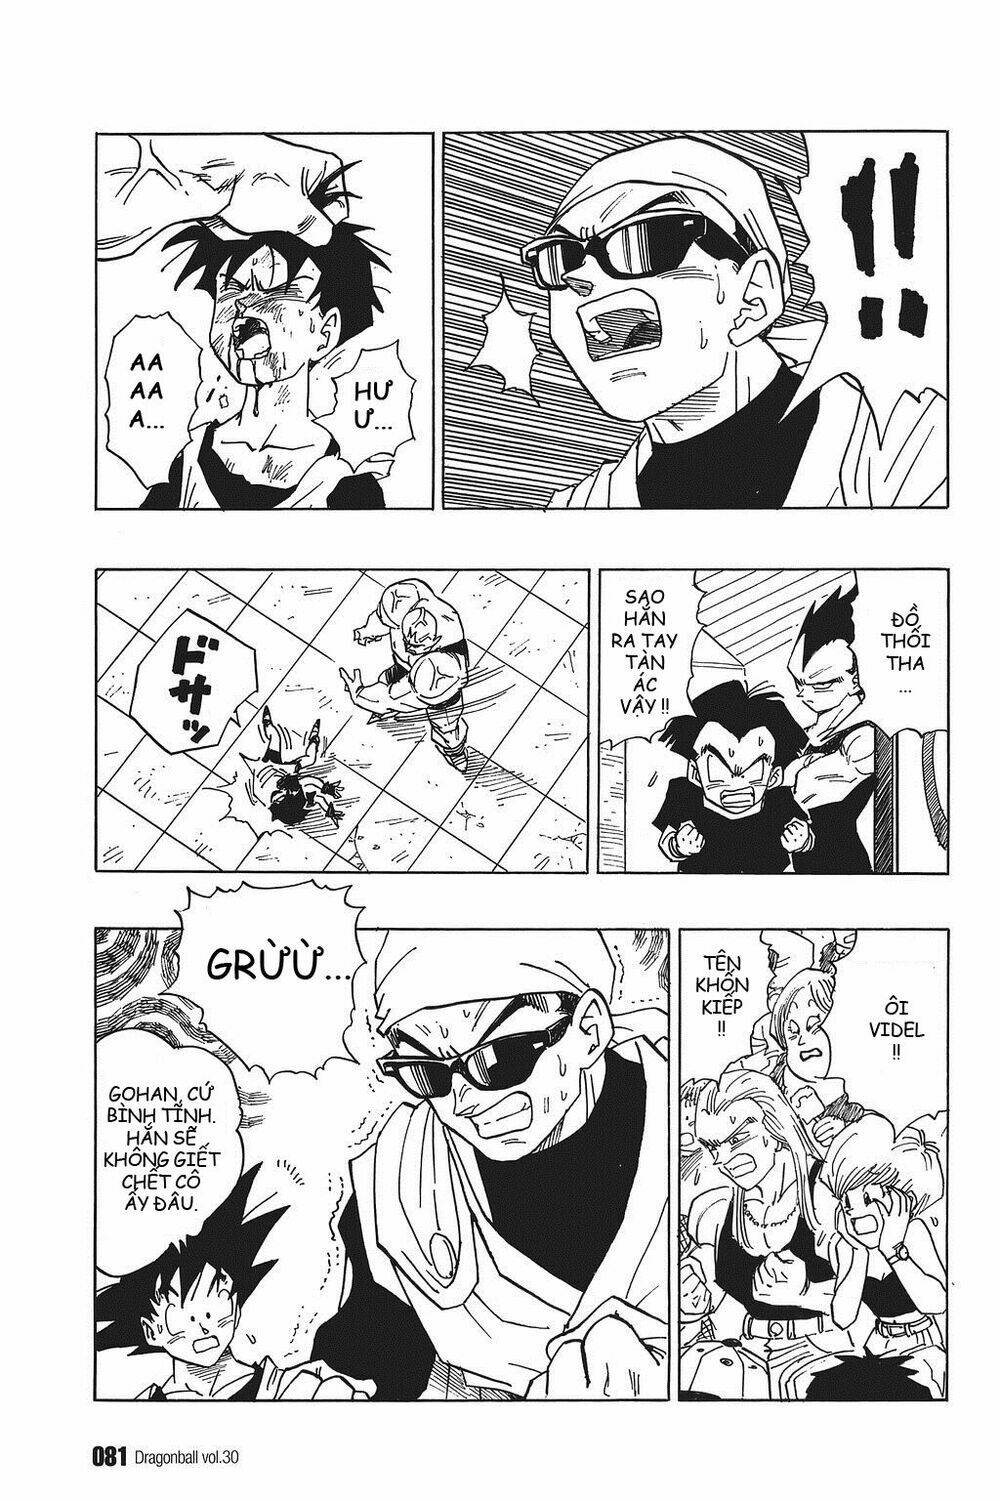 !!
HƯ
Ư...
AA
AA
A...
ĐỒ
THỐI
THA
...
SAO
HẮN
RA TAY
TÀN
ÁC
VẬY !!
ドサッ
ÔI
VIDEL
!!
TÊN
KHỐN
KIẾP
!!
GRỪỪ...
GOHAN, CỨ
BÌNH TĨNH.
HẮN SẼ
KHÔNG GIẾT
CHẾT CÔ
ẤY ĐÂU.
081 Dragonball vol.30